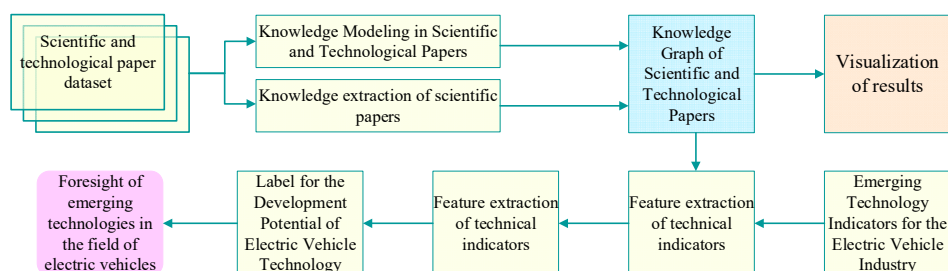 Scientific and
technological paper
dataset
Knowledge Modeling in Scientific
and Technological Papers
Knowledge extraction of scientific
papers
Knowledge
Graph of
Scientific and
Technological
Papers
Visualization
of results
Foresight of
emerging
technologies in
the field of
electric vehicles
Label for the
Development
Potential of
Electric Vehicle
Technology
Feature extraction
of technical
indicators
Feature extraction
of technical
indicators
Emerging
Technology
Indicators for the
Electric Vehicle
Industry